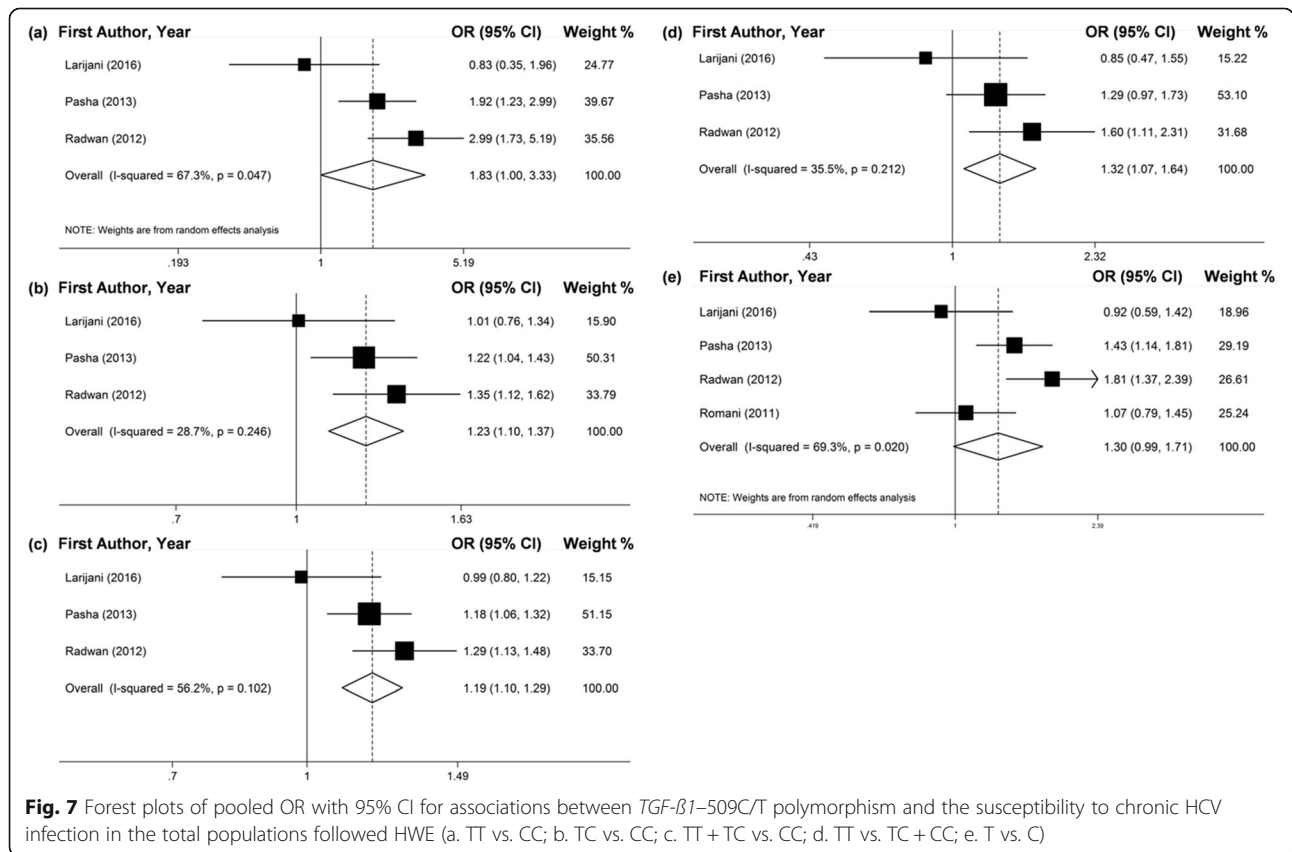 (a) First Author, Year OR (95% CI) Weight %
Larijani (2016) 0.83 (0.35, 1.96) 24.77
Pasha (2013) 1.92 (1.23, 2.99) 39.67
Radwan (2012) 2.99 (1.73, 5.19) 35.56
Overall (I-squared = 67.3%, p = 0.047) 1.83 (1.00, 3.33) 100.00
NOTE: Weights are from random effects analysis
.193 1 5.19
(b) First Author, Year OR (95% CI) Weight %
Larijani (2016) 1.01 (0.76, 1.34) 15.90
Pasha (2013) 1.22 (1.04, 1.43) 50.31
Radwan (2012) 1.35 (1.12, 1.62) 33.79
Overall (I-squared = 28.7%, p = 0.246) 1.23 (1.10, 1.37) 100.00
.7 1 1.63
(c) First Author, Year OR (95% CI) Weight %
Larijani (2016) 0.99 (0.80, 1.22) 15.15
Pasha (2013) 1.18 (1.06, 1.32) 51.15
Radwan (2012) 1.29 (1.13, 1.48) 33.70
Overall (I-squared = 56.2%, p = 0.102) 1.19 (1.10, 1.29) 100.00
.7 1 1.49
(d) First Author, Year OR (95% CI) Weight %
Larijani (2016) 0.85 (0.47, 1.55) 15.22
Pasha (2013) 1.29 (0.97, 1.73) 53.10
Radwan (2012) 1.60 (1.11, 2.31) 31.68
Overall (I-squared = 35.5%, p = 0.212) 1.32 (1.07, 1.64) 100.00
.43 1 2.32
(e) First Author, Year OR (95% CI) Weight %
Larijani (2016) 0.92 (0.59, 1.42) 18.96
Pasha (2013) 1.43 (1.14, 1.81) 29.19
Radwan (2012) 1.81 (1.37, 2.39) 26.61
Romani (2011) 1.07 (0.79, 1.45) 25.24
Overall (I-squared = 69.3%, p = 0.020) 1.30 (0.99, 1.71) 100.00
NOTE: Weights are from random effects analysis
.419 1 2.39
Fig. 7 Forest plots of pooled OR with 95% CI for associations between TGF-ß1–509C/T polymorphism and the susceptibility to chronic HCV
infection in the total populations followed HWE (a. TT vs. CC; b. TC vs. CC; c. TT + TC vs. CC; d. TT vs. TC + CC; e. T vs. C)